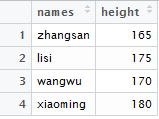 names height
1 zhangsan 165
2 lisi 175
3 wangwu 170
4 xiaoming 180